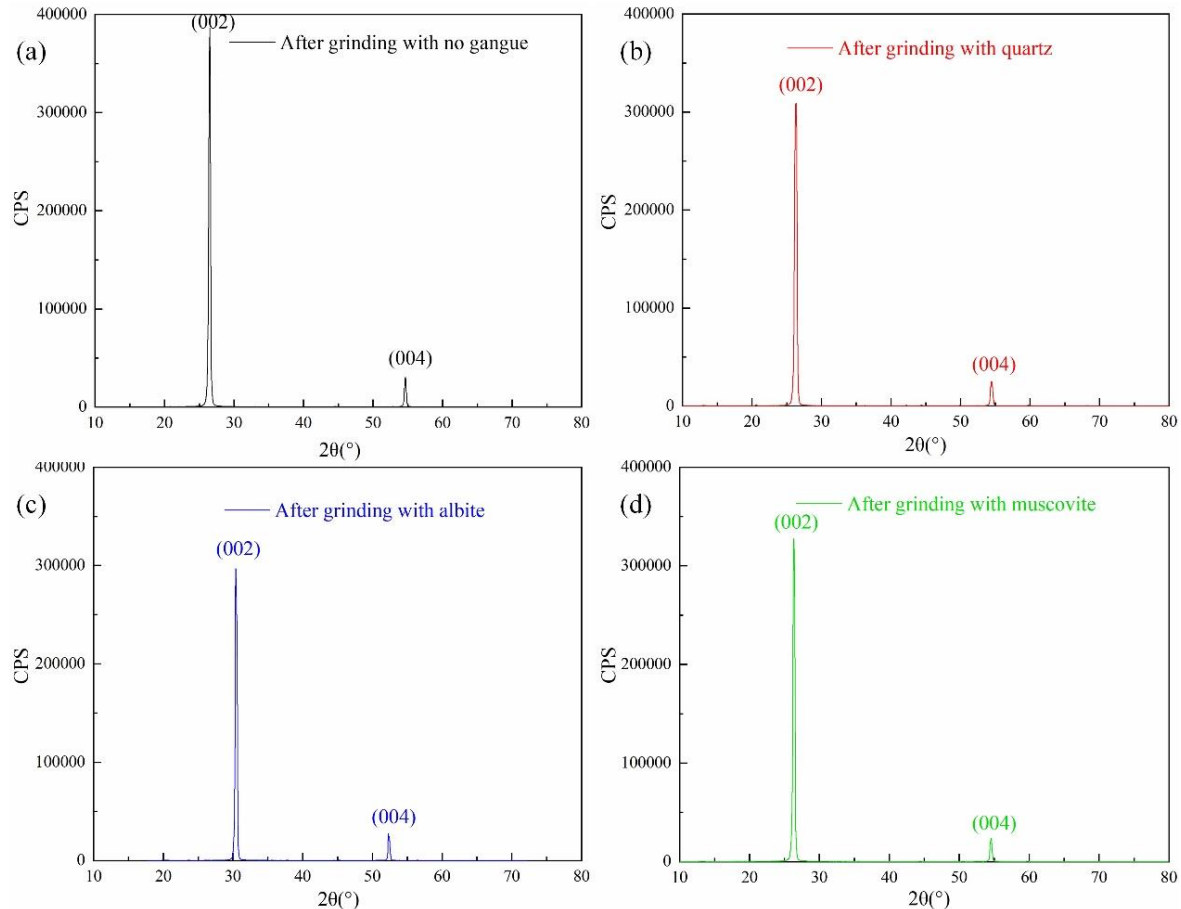 (a)
After grinding with no gangue
(002)
(004)
CPS
400000
300000
200000
100000
0
10 20 30 40 50 60 70 80
2θ(°)
(b)
After grinding with quartz
(002)
(004)
CPS
400000
300000
200000
100000
0
10 20 30 40 50 60 70 80
2θ(°)
(c)
After grinding with albite
(002)
(004)
CPS
400000
300000
200000
100000
0
10 20 30 40 50 60 70 80
2θ(°)
(d)
After grinding with muscovite
(002)
(004)
CPS
400000
300000
200000
100000
0
10 20 30 40 50 60 70 80
2θ(°)